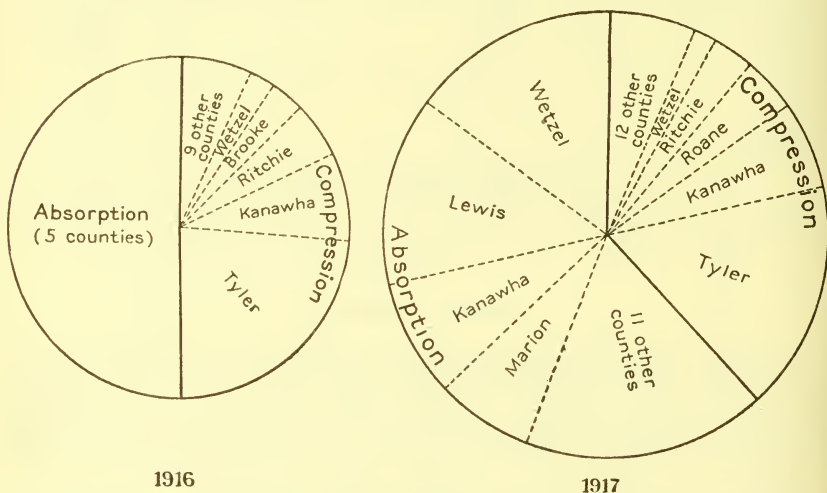 Absorption
(5 counties)
9 other
counties
Wetzel
Brooke
Ritchie
Kanawha
Tyler
Compression
1916
Wetzel
Lewis
Kanawha
Marion
Absorption
11 other
counties
12 other
counties
Wetzel
Ritchie
Roane
Kanawha
Tyler
Compression
1917